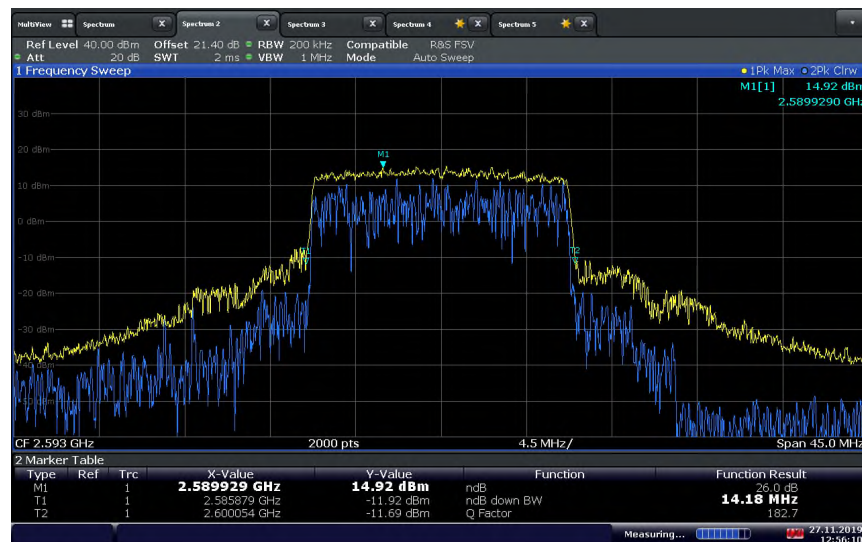 MultiView Spectrum X Spectrum 2 X Spectrum 3 X Spectrum 4 X Spectrum 5 X
Ref Level 40.00 dBm Offset 21.40 dB RBW 200 kHz Compatible R&S FSV
Att 20 dB SWT 2 ms VBW 1 MHz Mode Auto Sweep
1 Frequency Sweep 1Pk Max 2Pk Clrw
M1[1] 14.92 dBm
2.5899290 GHz
30 dBm
20 dBm
M1
10 dBm
0 dBm
-10 dBm
T2
-20 dBm
-30 dBm
-40 dBm
CF 2.593 GHz 2000 pts 4.5 MHz/ Span 45.0 MHz
2 Marker Table
Type Ref Trc X-Value Y-Value Function Function Result
M1 1 2.589929 GHz 14.92 dBm ndB 26.0 dB
T1 1 2.585879 GHz -11.92 dBm ndB down BW 14.18 MHz
T2 1 2.600054 GHz -11.69 dBm Q Factor 182.7
Measuring... 27.11.2019
12:56:10